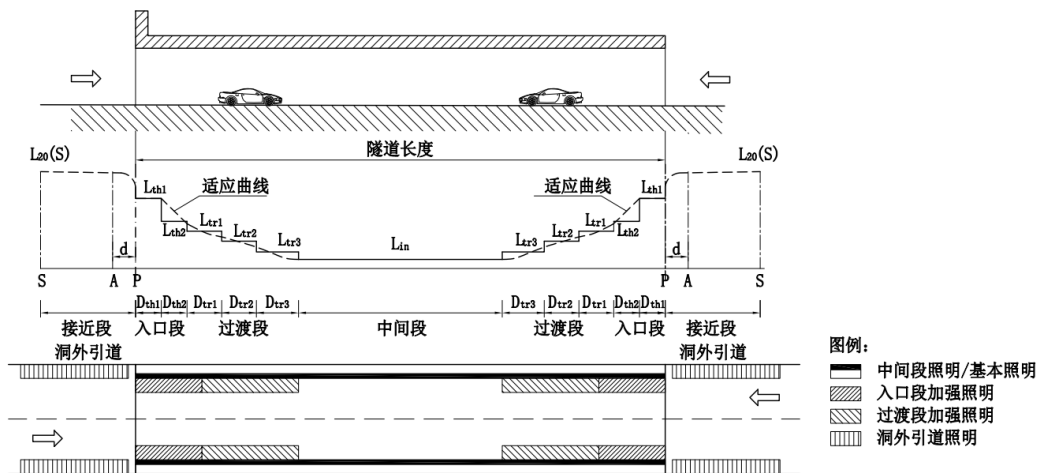 隧道长度
L20(S)
L20(S)
Lth1
适应曲线
适应曲线
Lth1
Lth2
Ltr1
Ltr2
Ltr3
Lin
Ltr3
Ltr2
Ltr1
Lth2
d
d
S
A
P
P
A
S
Dth1 Dth2 Dtr1 Dtr2 Dtr3
Dtr3 Dtr2 Dtr1 Dth2 Dth1
接近段 入口段 过渡段 中间段 过渡段 入口段 接近段
洞外引道
洞外引道
图例：
中间段照明/基本照明
入口段加强照明
过渡段加强照明
洞外引道照明